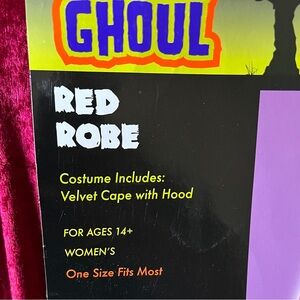 GHOUL
RED
ROBE
Costume Includes:
Velvet Cape with Hood
FOR AGES 14+
WOMEN'S
One Size Fits Most